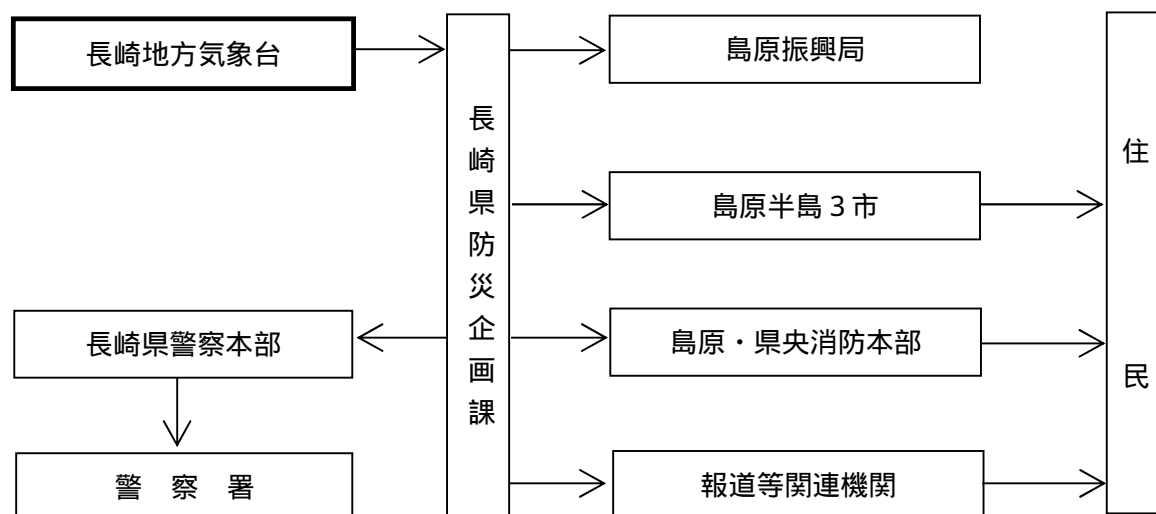 長崎地方気象台
長崎県防災企画課
島原振興局
島原半島３市
長崎県警察本部
島原・県央消防本部
警　察　署
報道等関連機関
住民